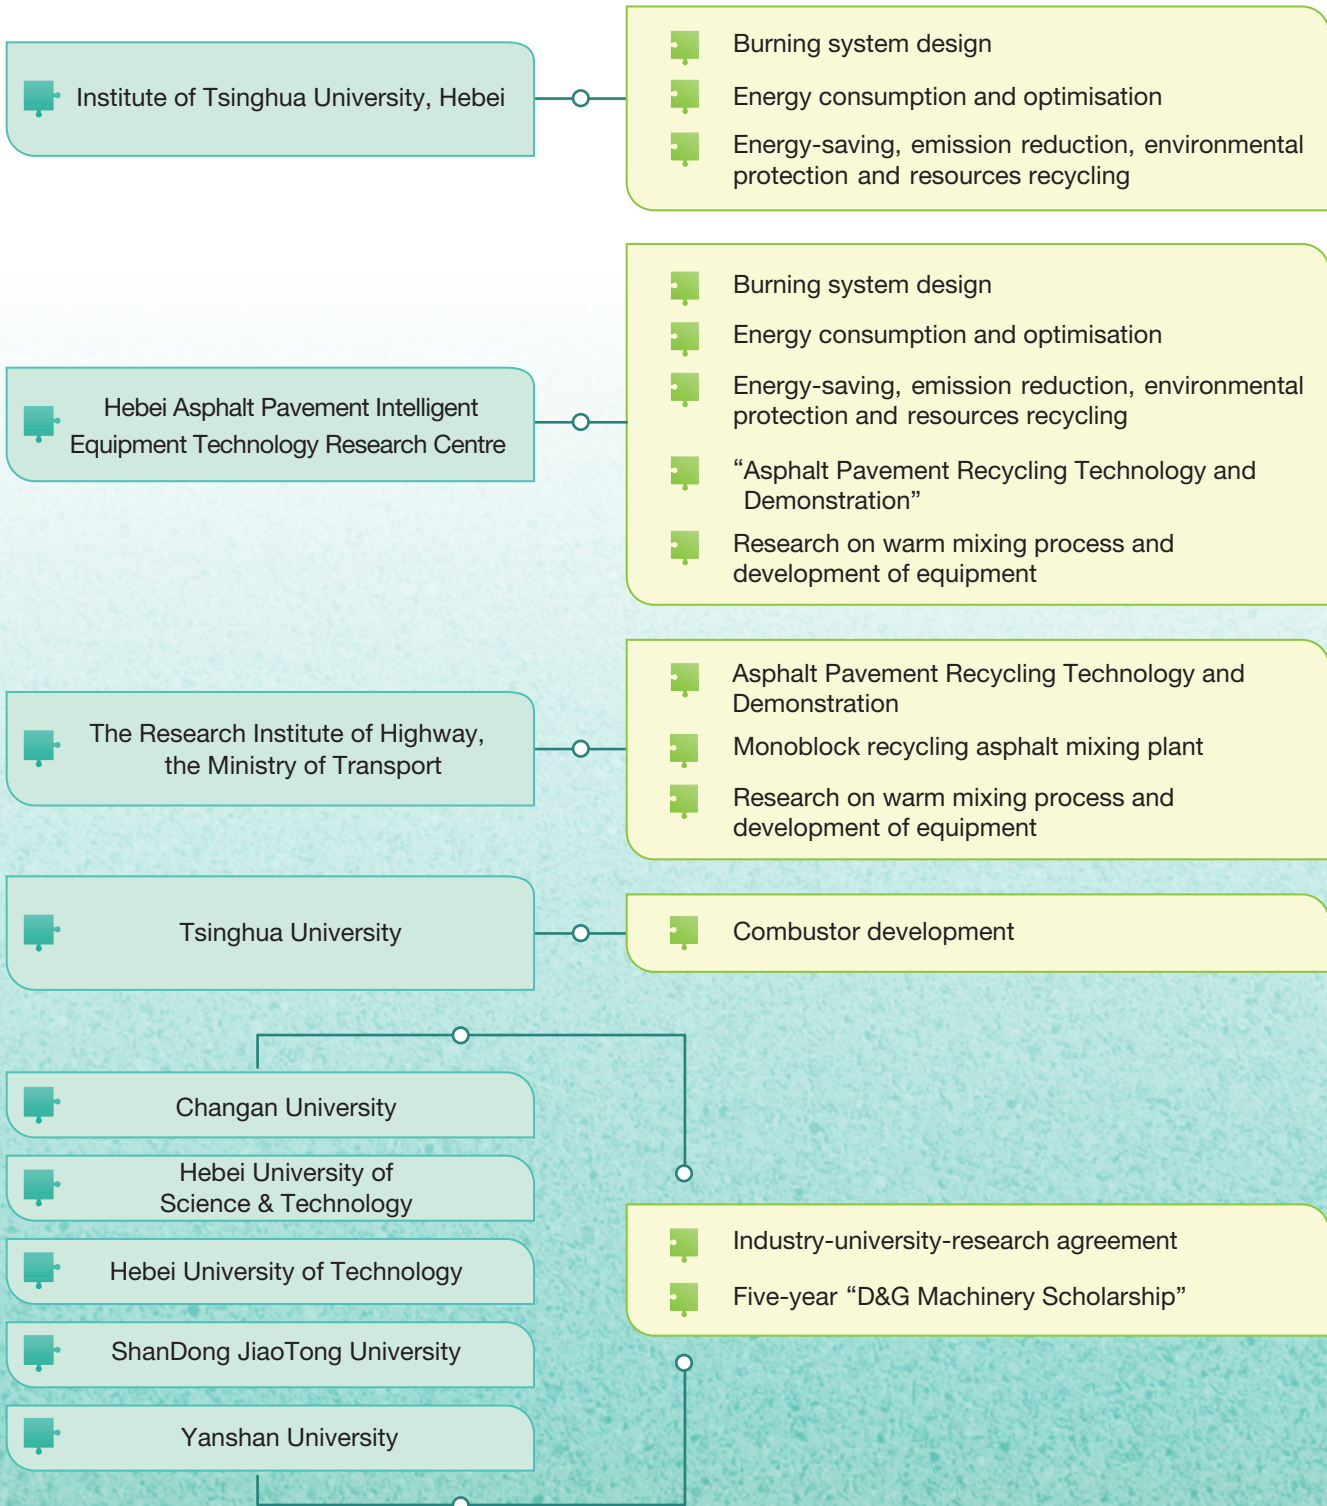 Institute of Tsinghua University, Hebei
Burning system design
Energy consumption and optimisation
Energy-saving, emission reduction, environmental
protection and resources recycling
Hebei Asphalt Pavement Intelligent
Equipment Technology Research Centre
Burning system design
Energy consumption and optimisation
Energy-saving, emission reduction, environmental
protection and resources recycling
“Asphalt Pavement Recycling Technology and
Demonstration”
Research on warm mixing process and
development of equipment
The Research Institute of Highway,
the Ministry of Transport
Asphalt Pavement Recycling Technology and
Demonstration
Monoblock recycling asphalt mixing plant
Research on warm mixing process and
development of equipment
Tsinghua University
Combustor development
Changan University
Hebei University of
Science & Technology
Hebei University of Technology
ShanDong JiaoTong University
Yanshan University
Industry-university-research agreement
Five-year “D&G Machinery Scholarship”